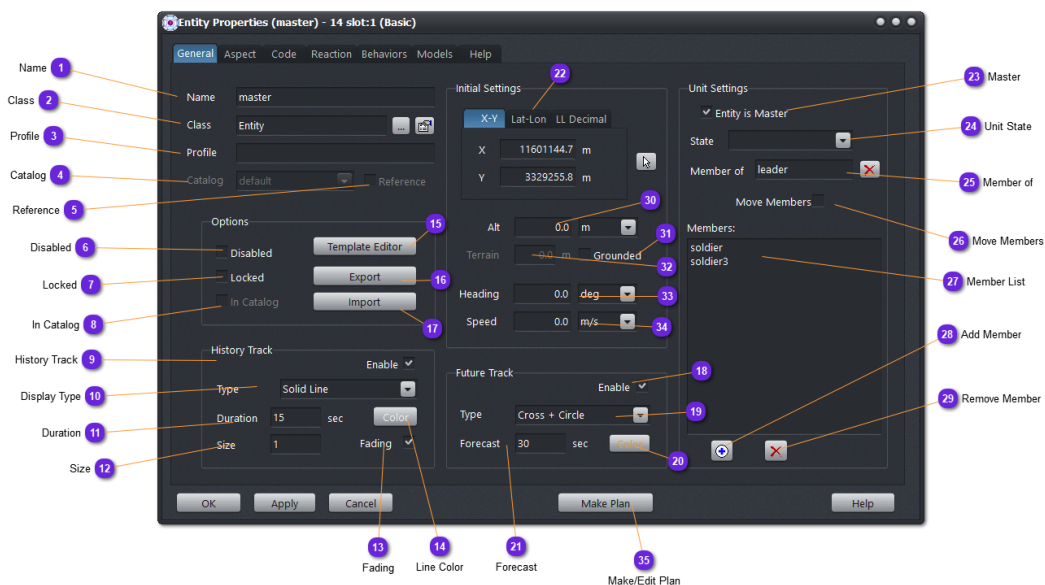 Entity Properties (master) - 14 slot:1 (Basic)
General Aspect Code Reaction Behaviors Models Help
Name 1
Class 2
Profile 3
Catalog 4
Reference 5
Disabled 6
Locked 7
In Catalog 8
History Track 9
Display Type 10
Duration 11
Size 12
Name master
Class Entity ...
Profile
Catalog default Reference
Options
Disabled
Locked
In Catalog
Template Editor
Export
Import
15
16
17
History Track
Enable
Type Solid Line
Duration 15 sec Color
Size 1 Fading
Initial Settings
22
X-Y Lat-Lon LL Decimal
X 11601144.7 m
Y 3329255.8 m
30
Alt 0.0 m
31
Terrain 0.0 m Grounded
32
Heading 0.0 deg
33
Speed 0.0 m/s
34
Future Track
18
Enable
Type Cross + Circle
19
Forecast 30 sec Color
20
Unit Settings
Entity is Master
State
Member of leader
Move Members
Members:
soldier
soldier3
23 Master
24 Unit State
25 Member of
26 Move Members
27 Member List
28 Add Member
29 Remove Member
OK Apply Cancel Make Plan Help
13
Fading
14
Line Color
21
Forecast
35
Make/Edit Plan